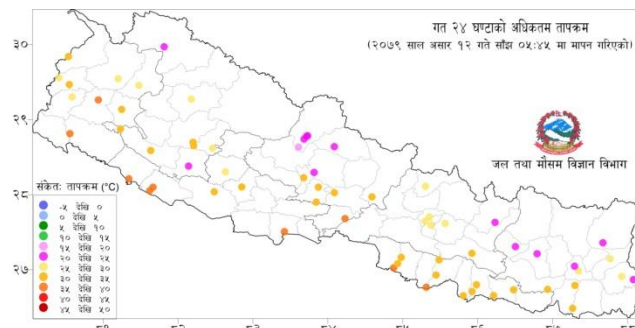 गत २४ घण्टाको अधिकतम तापक्रम
(२०७९ साल असार १२ गते साँझ ०५:४५ मा मापन गरिएको)
३०
२९
जल तथा मौसम विज्ञान विभाग
२८
संकेत: तापक्रम (°C)
-५ देखि ०
० देखि ५
५ देखि १०
१० देखि १५
१५ देखि २०
२० देखि २५
२५ देखि ३०
३० देखि ३५
३५ देखि ४०
४० देखि ४५
४५ देखि ५०
२७